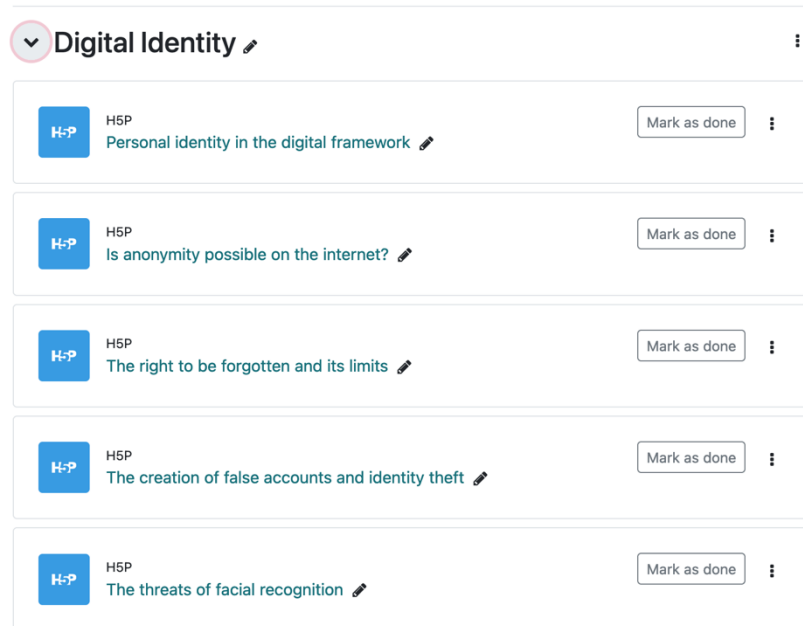 Digital Identity
H5P
H5P
Personal identity in the digital framework
Mark as done
H5P
H5P
Is anonymity possible on the internet?
Mark as done
H5P
H5P
The right to be forgotten and its limits
Mark as done
H5P
H5P
The creation of false accounts and identity theft
Mark as done
H5P
H5P
The threats of facial recognition
Mark as done